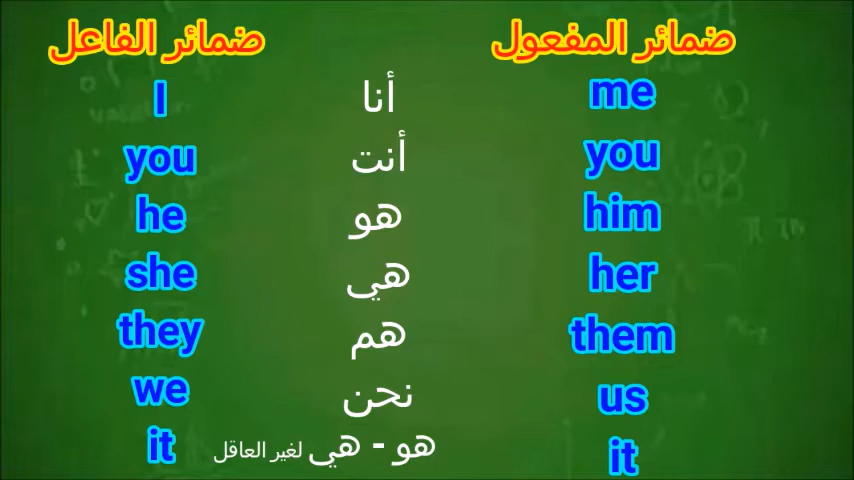 ضمائر الفاعل ضمائر المفعول
I أنا me
you أنت you
he هو him
she هي her
they هم them
we نحن us
it هو - هي لغير العاقل it